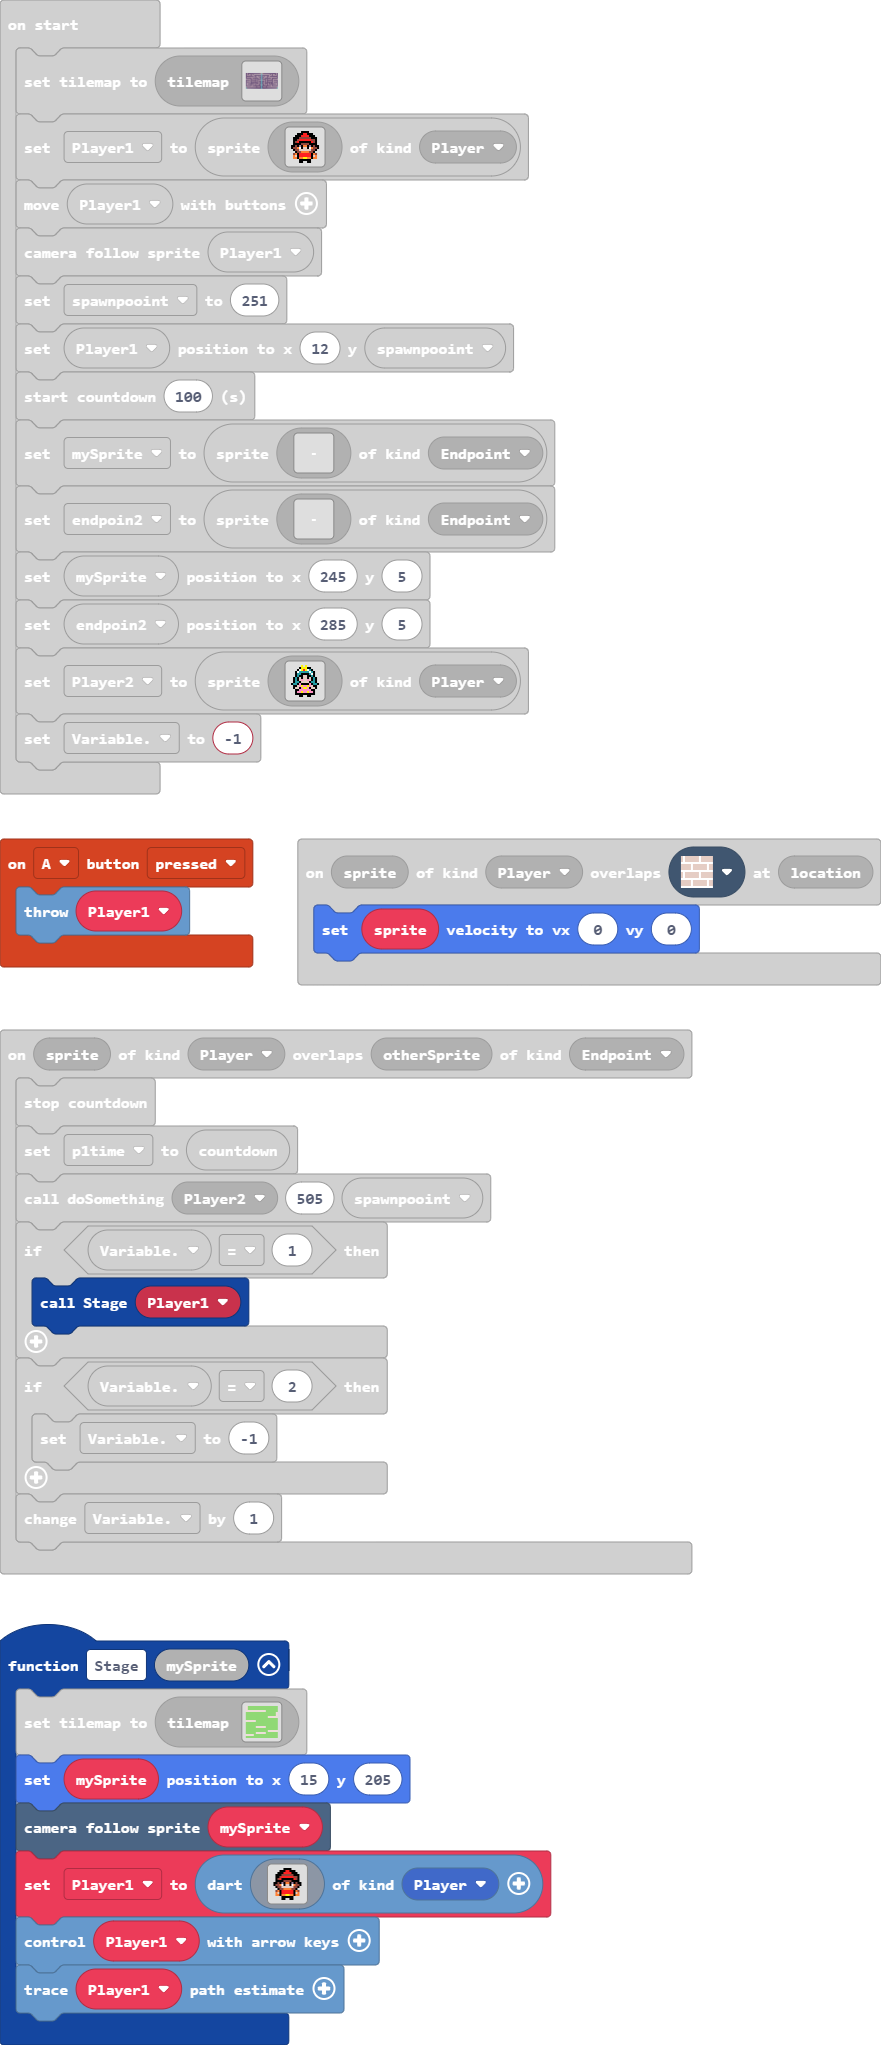 on start
set tilemap to tilemap
set Player1 to sprite of kind Player
move Player1 with buttons
camera follow sprite Player1
set spawnpooint to 251
set Player1 position to x 12 y spawnpooint
start countdown 100 (s)
set mySprite to sprite - of kind Endpoint
set endpoin2 to sprite - of kind Endpoint
set mySprite position to x 245 y 5
set endpoin2 position to x 285 y 5
set Player2 to sprite of kind Player
set Variable. to -1
on A button pressed
throw Player1
on sprite of kind Player overlaps at location
set sprite velocity to vx 0 vy 0
on sprite of kind Player overlaps otherSprite of kind Endpoint
stop countdown
set p1time to countdown
call doSomething Player2 505 spawnpooint
if Variable. = 1 then
call Stage Player1
if Variable. = 2 then
set Variable. to -1
change Variable. by 1
function Stage mySprite
set tilemap to tilemap
set mySprite position to x 15 y 205
camera follow sprite mySprite
set Player1 to dart of kind Player
control Player1 with arrow keys
trace Player1 path estimate